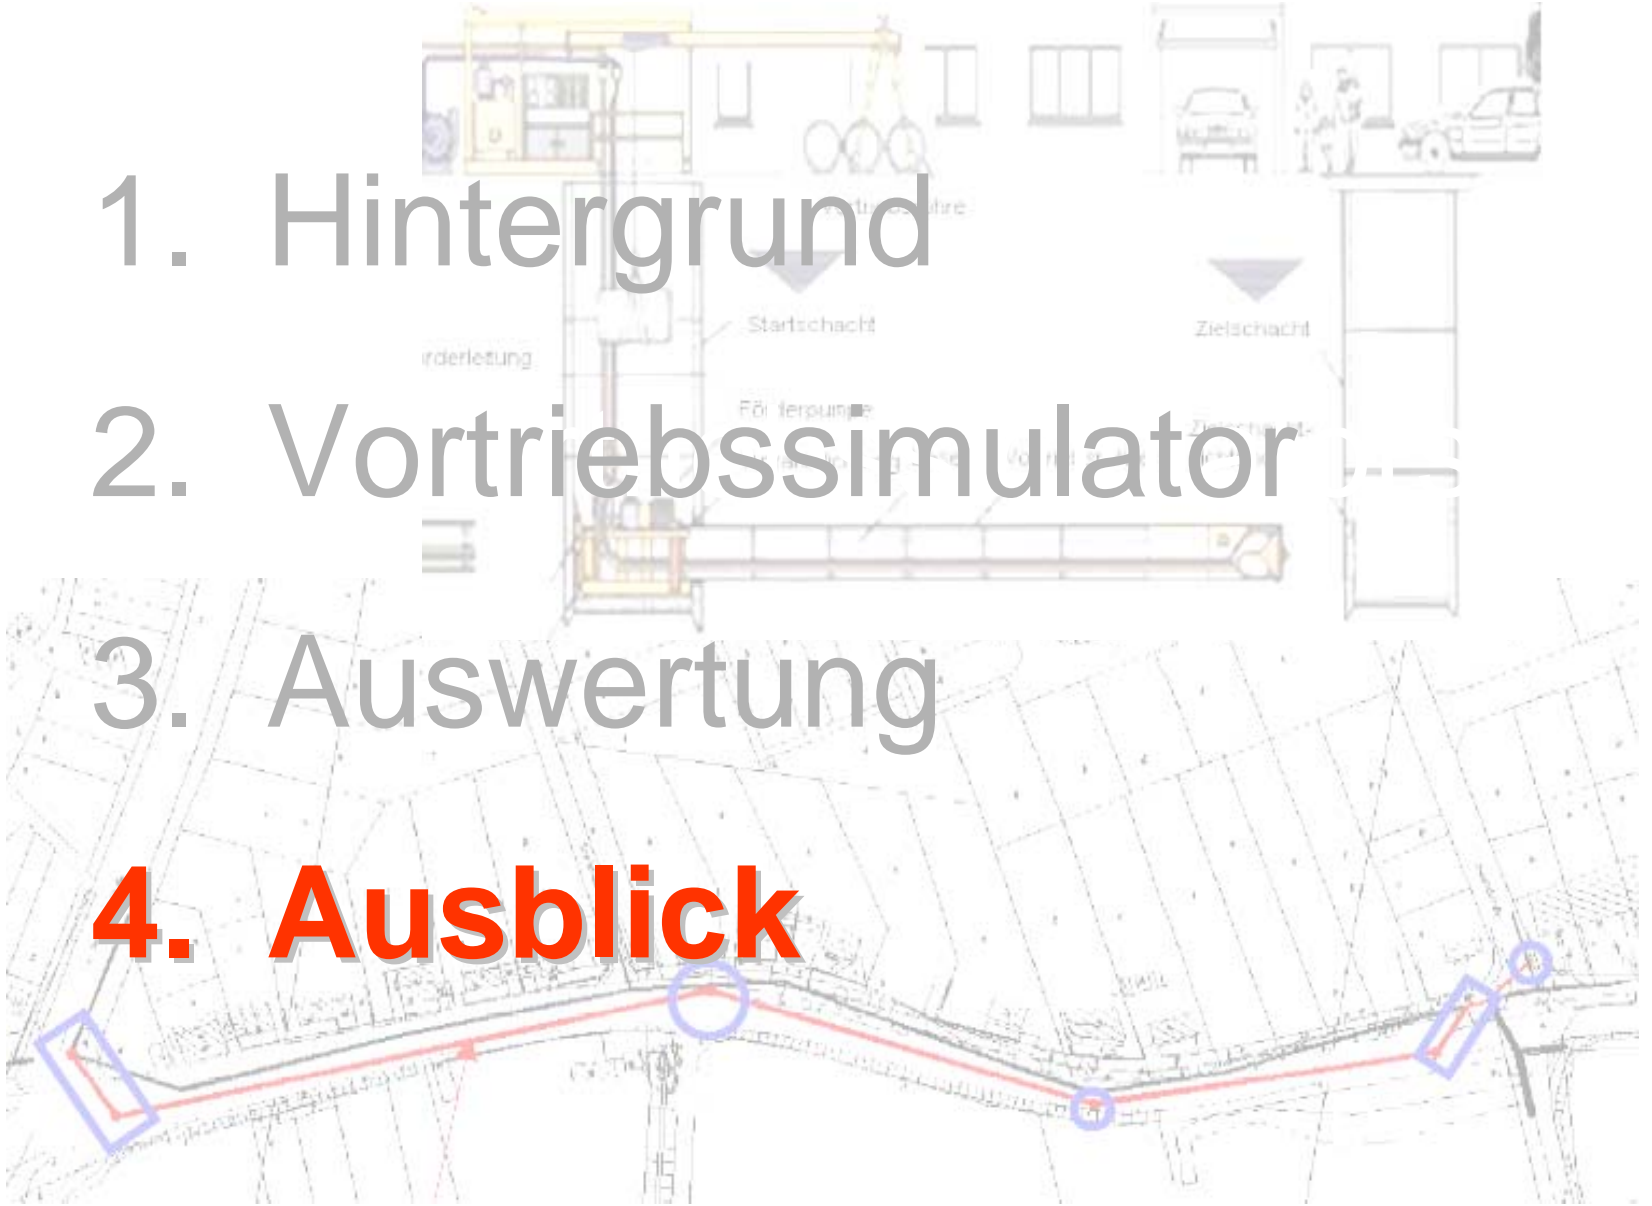 1. Hintergrund
Startschacht
Zielschacht
2. Vortriebssimulator
3. Auswertung
4. Ausblick